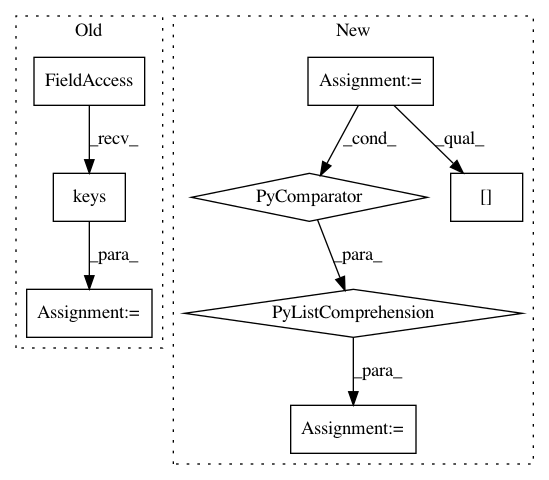 Old
New
FieldAccess
Assignment:=
_recv_
_cond_
_qual_
keys
PyComparator
[]
_para_
_para_
Assignment:=
PyListComprehension
_para_
Assignment:=